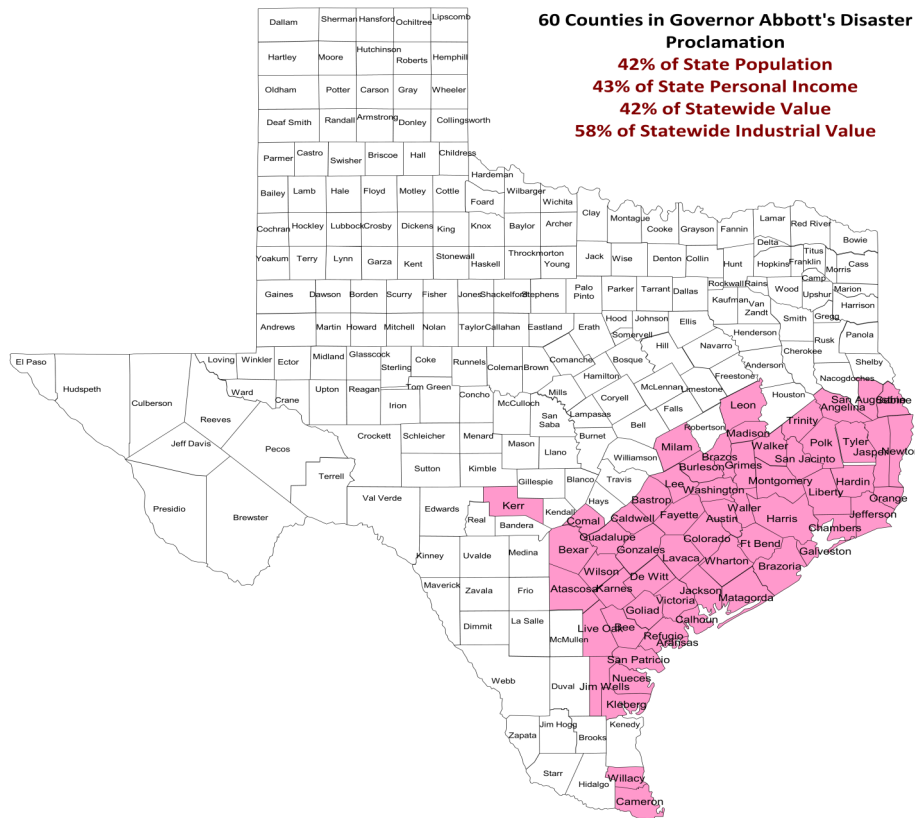 60 Counties in Governor Abbott's Disaster
Proclamation
42% of State Population
43% of State Personal Income
42% of Statewide Value
58% of Statewide Industrial Value
Dallam Sherman Hansford Ochiltree Lipscomb
Hartley Moore Hutchinson Roberts Hemphill
Oldham Potter Carson Gray Wheeler
Deaf Smith Randall Armstrong Donley Collingsworth
Parmer Castro Swisher Briscoe Hall Childress
Hardeman
Bailey Lamb Hale Floyd Motley Cottle Foard Wilbarger Wichita
Clay Montague Cooke Grayson Fannin Lamar Red River Bowie
Cochran Hockley Lubbock Crosby Dickens King Knox Baylor Archer
Delta Titus
Yoakum Terry Lynn Garza Kent Stonewall Haskell Throckmorton Young Jack Wise Denton Collin Hunt Hopkins Franklin Morris Cass
Camp
Gaines Dawson Borden Scurry Fisher Jones Shackelford Stephens Palo Pinto Parker Tarrant Dallas Rockwall Rains Wood Upshur Marion
Kaufman Van Zandt Smith Gregg Harrison
Andrews Martin Howard Mitchell Nolan Taylor Callahan Eastland Erath Hood Johnson Ellis
Somervell Henderson Rusk Panola
El Paso Loving Winkler Ector Midland Glasscock Sterling Coke Runnels Coleman Brown Comanche Bosque Hill Navarro Cherokee Shelby
Hudspeth Culberson Reeves Ward Crane Upton Reagan Irion Tom Green Concho McCulloch Mills Hamilton McLennan Limestone Freestone Anderson Nacogdoches
San Saba Coryell Falls Leon Houston Angelina San Augustine Sabine
Jeff Davis Pecos Crockett Schleicher Menard Mason Lampasas Bell Robertson Madison Trinity
Burnet Milam Brazos Walker Polk Tyler Jasper Newton
Terrell Sutton Kimble Llano Williamson Burleson Grimes San Jacinto
Gillespie Blanco Travis Lee Washington Montgomery Liberty Hardin
Presidio Brewster Val Verde Edwards Kerr Kendall Hays Bastrop Waller Harris Orange
Real Bandera Comal Caldwell Fayette Austin Chambers Jefferson
Guadalupe Colorado Ft Bend Galveston
Kinney Uvalde Medina Bexar Gonzales Lavaca Wharton Brazoria
Wilson De Witt
Maverick Zavala Frio Atascosa Karnes Jackson Matagorda
Goliad Victoria
Dimmit La Salle McMullen Live Oak Bee Refugio Calhoun
Aransas
San Patricio
Webb Duval Jim Wells Nueces
Kleberg
Zapata Jim Hogg Brooks Kenedy
Starr Hidalgo Willacy
Cameron